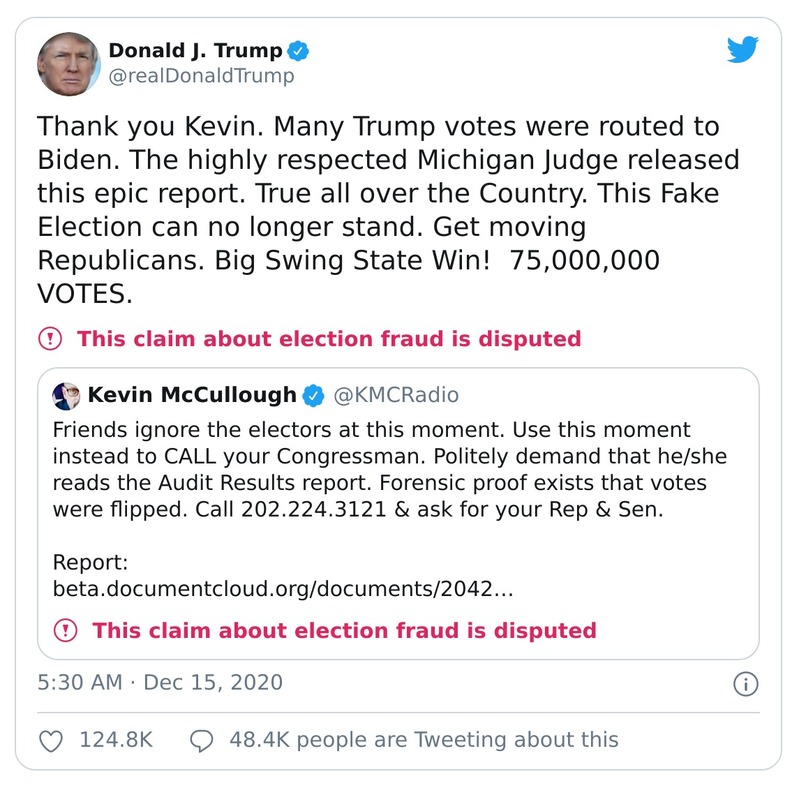 Donald J. Trump
@realDonaldTrump
Thank you Kevin. Many Trump votes were routed to
Biden. The highly respected Michigan Judge released
this epic report. True all over the Country. This Fake
Election can no longer stand. Get moving
Republicans. Big Swing State Win!  75,000,000
VOTES.
This claim about election fraud is disputed
Kevin McCullough @KMCRadio
Friends ignore the electors at this moment. Use this moment
instead to CALL your Congressman. Politely demand that he/she
reads the Audit Results report. Forensic proof exists that votes
were flipped. Call 202.224.3121 & ask for your Rep & Sen.
Report:
beta.documentcloud.org/documents/2042…
This claim about election fraud is disputed
5:30 AM · Dec 15, 2020
124.8K 48.4K people are Tweeting about this